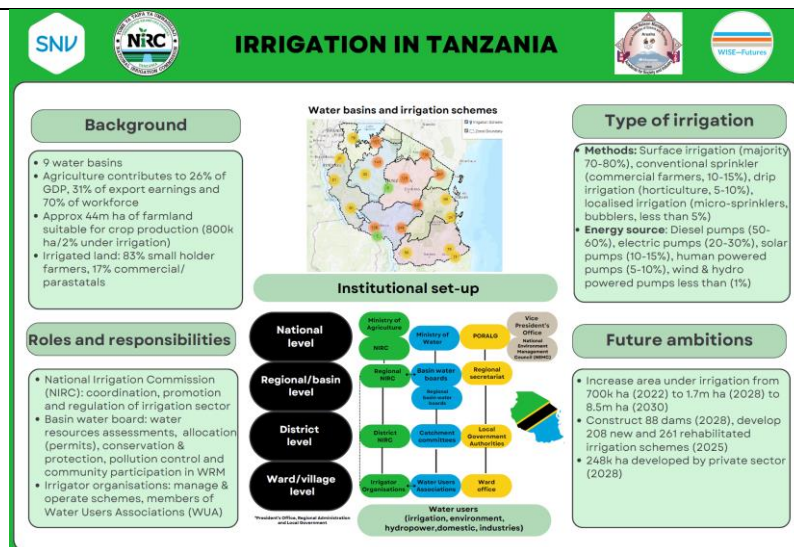 SNV
NiRC
IRRIGATION IN TANZANIA
WISE–Futures
Background
• 9 water basins
• Agriculture contributes to 26% of
GDP, 31% of export earnings and
70% of workforce
• Approx 44m ha of farmland
suitable for crop production (800k
ha/2% under irrigation)
• Irrigated land: 83% small holder
farmers, 17% commercial/
parastatals
Roles and responsibilities
• National Irrigation Commission
(NIRC): coordination, promotion
and regulation of irrigation sector
• Basin water board: water
resources assessments, allocation
(permits), conservation &
protection, pollution control and
community participation in WRM
• Irrigator organisations: manage &
operate schemes, members of
Water Users Associations (WUA)
Water basins and irrigation schemes
Institutional set-up
National
level
Ministry of
Agriculture
NIRC
Ministry of
Water
PORALG
Vice
President's
Office
National
Environment
Management
Council (NEMC)
Regional/basin
level
Regional
NIRC
Basin water
boards
Regional
basin water
boards
Regional
secretariat
District
level
District
NIRC
Catchment
committees
Local
Government
Authorities
Ward/village
level
Irrigator
Organisations
Water Users
Associations
Ward
office
*President's Office, Regional Administration
and Local Government
Water users
(irrigation, environment,
hydropower,domestic, industries)
Type of irrigation
• Methods: Surface irrigation (majority
70-80%), conventional sprinkler
(commercial farmers, 10-15%), drip
irrigation (horticulture, 5-10%),
localised irrigation (micro-sprinklers,
bubblers, less than 5%)
• Energy source: Diesel pumps (50-
60%), electric pumps (20-30%), solar
pumps (10-15%), human powered
pumps (5-10%), wind & hydro
powered pumps less than (1%)
Future ambitions
• Increase area under irrigation from
700k ha (2022) to 1.7m ha (2028) to
8.5m ha (2030)
• Construct 88 dams (2028), develop
208 new and 261 rehabilitated
irrigation schemes (2025)
• 248k ha developed by private sector
(2028)